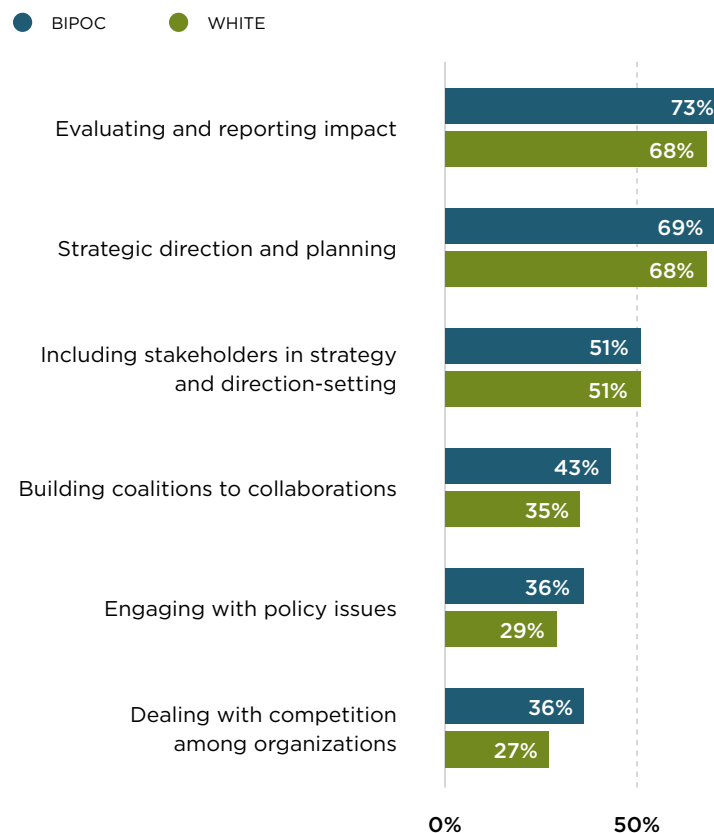 BIPOC WHITE
73%
Evaluating and reporting impact
68%
69%
Strategic direction and planning
68%
Including stakeholders in strategy
and direction-setting
51%
51%
43%
Building coalitions to collaborations
35%
36%
Engaging with policy issues
29%
Dealing with competition
among organizations
36%
27%
0% 50%